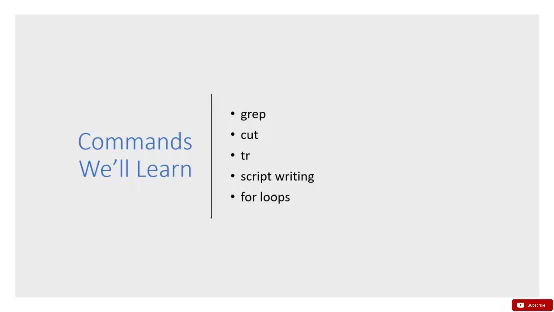 Commands
We'll Learn
• grep
• cut
• tr
• script writing
• for loops